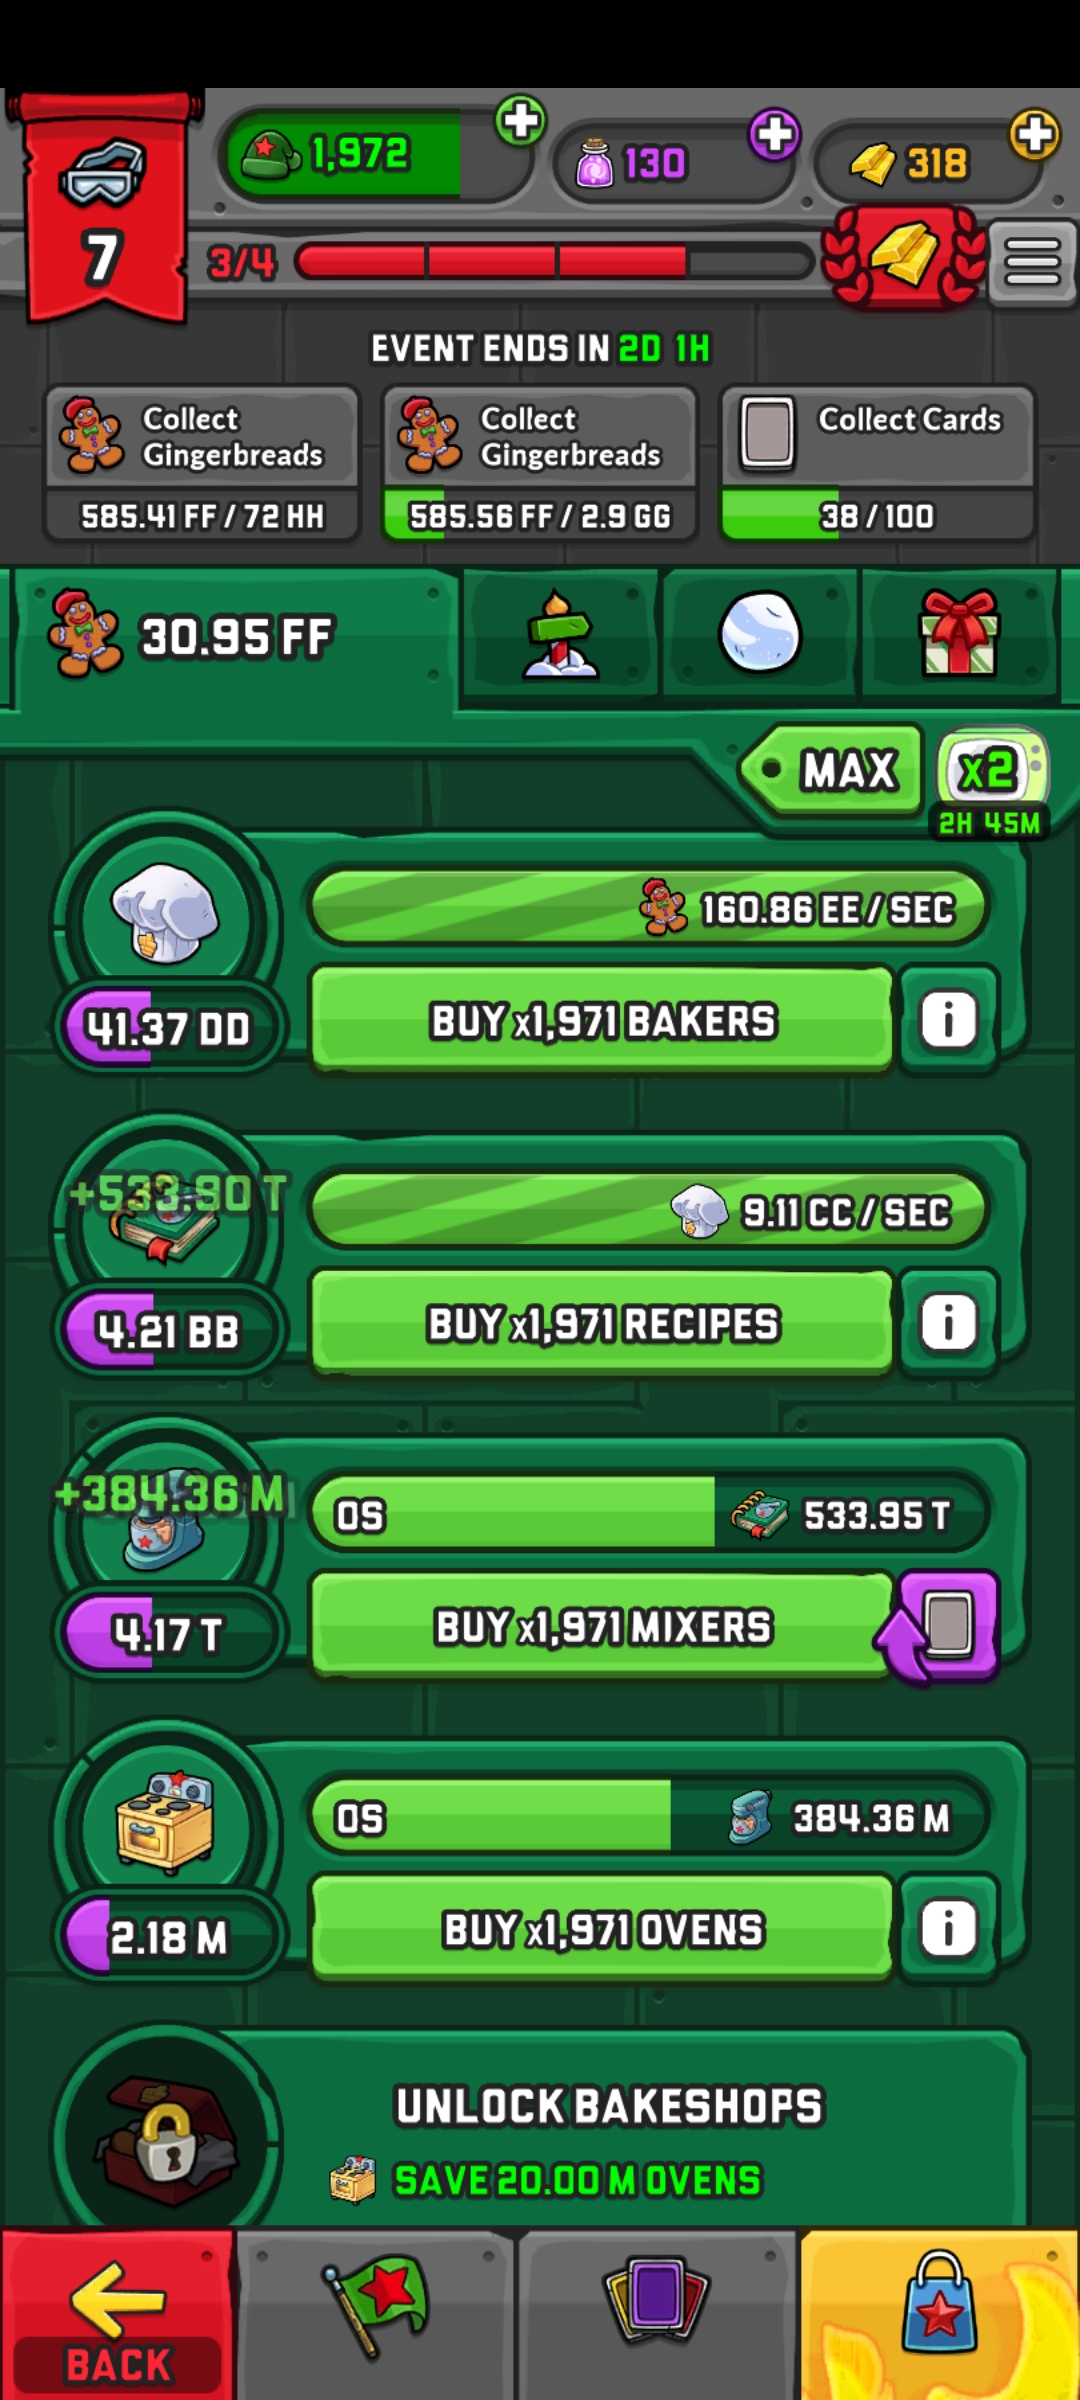 1,972
130
318
7
3/4
EVENT ENDS IN 2D 1H
Collect
Gingerbreads
585.41 FF / 72 HH
Collect
Gingerbreads
585.56 FF / 2.9 GG
Collect Cards
38 / 100
30.95 FF
MAX
x2
2H 45M
160.86 EE / SEC
41.37 DD
BUY x1,971 BAKERS
i
+533.90 T
9.11 CC / SEC
4.21 BB
BUY x1,971 RECIPES
i
+384.36 M
0S
533.95 T
4.17 T
BUY x1,971 MIXERS
0S
384.36 M
2.18 M
BUY x1,971 OVENS
i
UNLOCK BAKESHOPS
SAVE 20.00 M OVENS
BACK